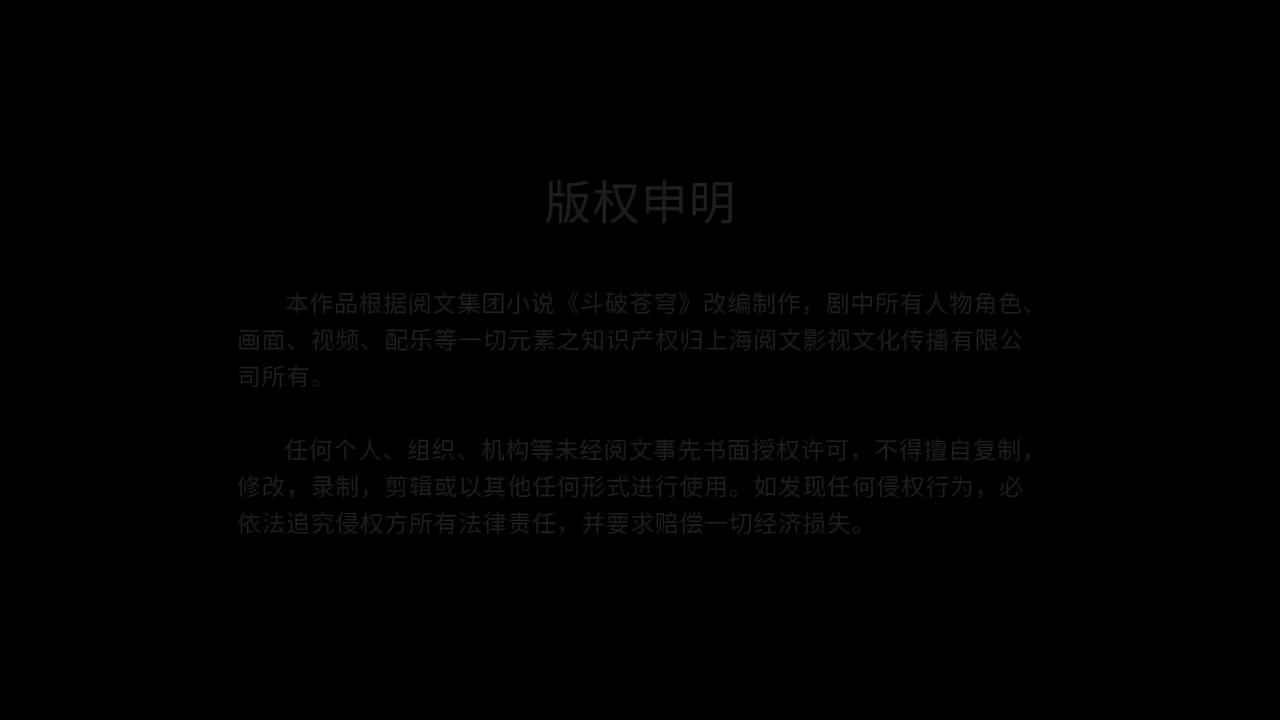 版权申明
本作品根据阅文集团小说《斗破苍穹》改编制作，剧中所有人物角色、
画面、视频、配乐等一切元素之知识产权归上海阅文影视文化传播有限公
司所有。
任何个人、组织、机构等未经阅文事先书面授权许可，不得擅自复制，
修改，录制，剪辑或以其他任何形式进行使用。如发现任何侵权行为，必
依法追究侵权方所有法律责任，并要求赔偿一切经济损失。